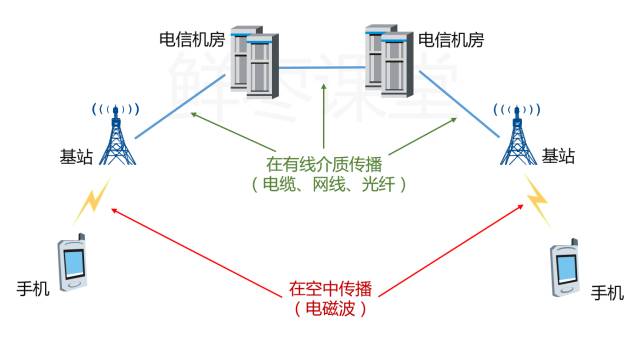 电信机房
电信机房
鲜枣课堂
基站
基站
在有线介质传播
（电缆、网线、光纤）
手机
在空中传播
（电磁波）
手机